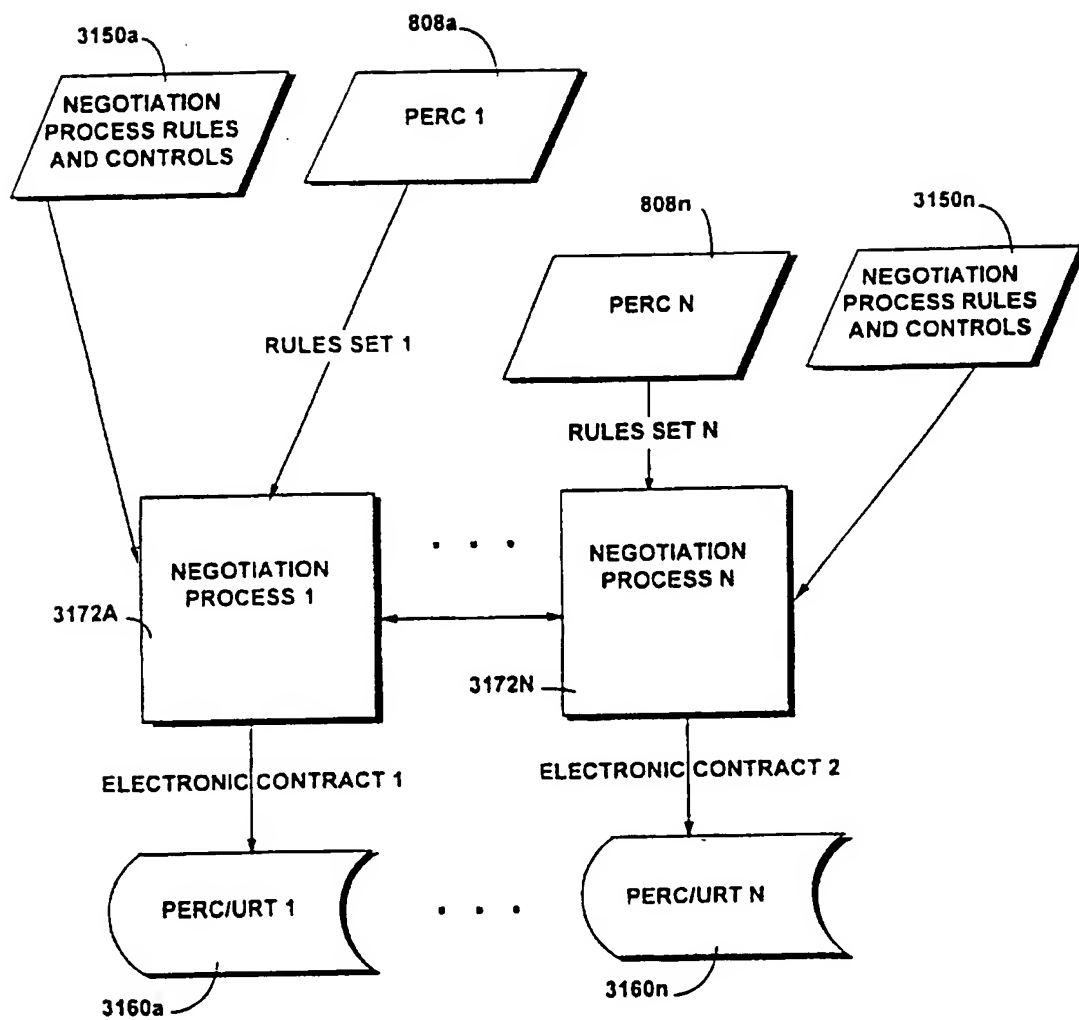 3150a
808a
NEGOTIATION
PROCESS RULES
AND CONTROLS
PERC 1
808n
3150n
PERC N
NEGOTIATION
PROCESS RULES
AND CONTROLS
RULES SET 1
RULES SET N
NEGOTIATION
PROCESS 1
. . .
NEGOTIATION
PROCESS N
3172A
3172N
ELECTRONIC CONTRACT 1
ELECTRONIC CONTRACT 2
PERC/URT 1
. . .
PERC/URT N
3160a
3160n